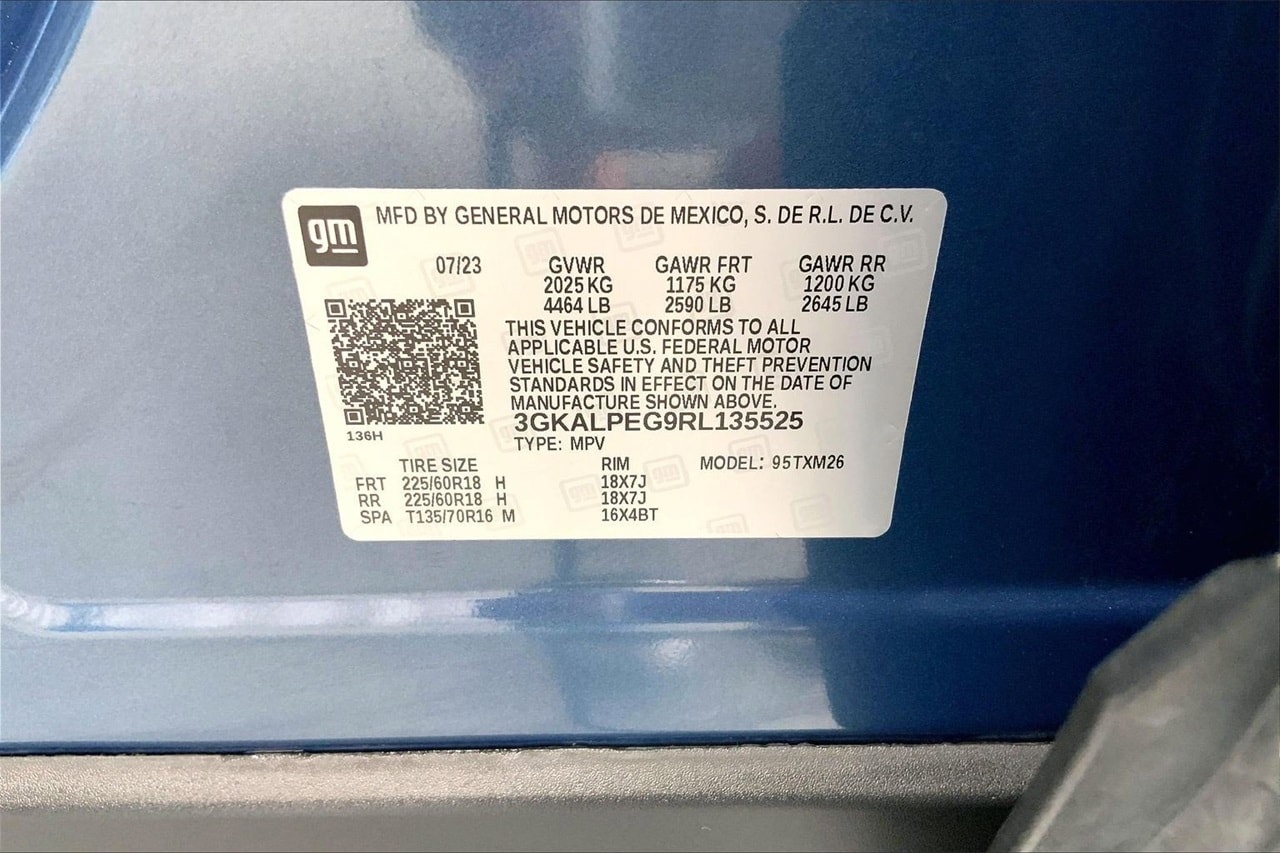 gm MFD BY GENERAL MOTORS DE MEXICO, S. DE R.L. DE C.V.
07/23 GVWR GAWR FRT GAWR RR
2025 KG 1175 KG 1200 KG
4464 LB 2590 LB 2645 LB
THIS VEHICLE CONFORMS TO ALL
APPLICABLE U.S. FEDERAL MOTOR
VEHICLE SAFETY AND THEFT PREVENTION
STANDARDS IN EFFECT ON THE DATE OF
MANUFACTURE SHOWN ABOVE.
3GKALPEG9RL135525
136H
TYPE: MPV
TIRE SIZE RIM MODEL: 95TXM26
FRT 225/60R18 H 18X7J
RR 225/60R18 H 18X7J
SPA T135/70R16 M 16X4BT